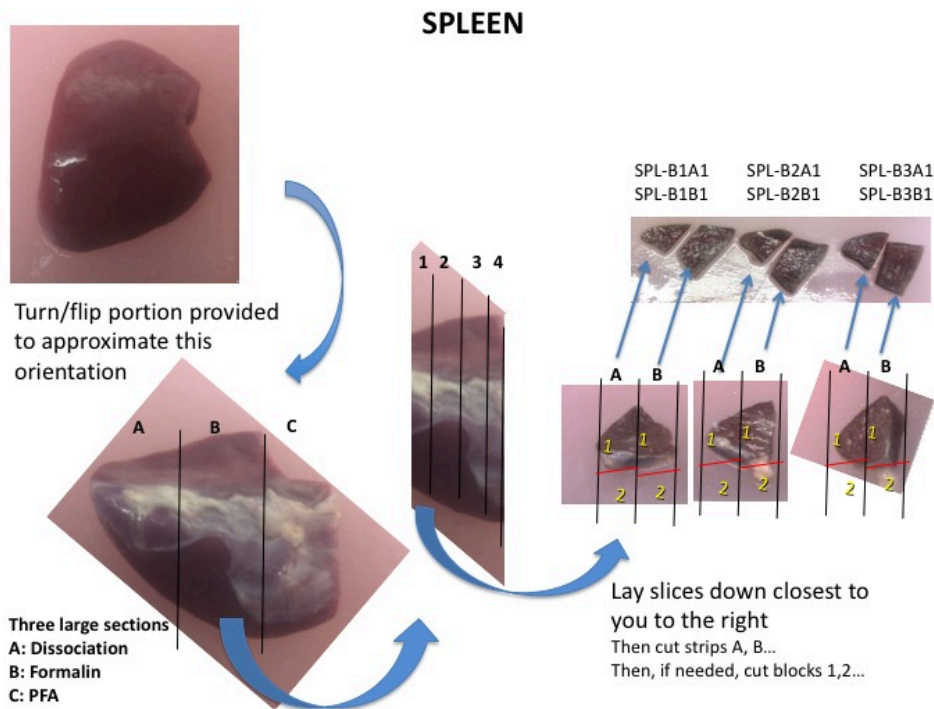 SPLEEN
Turn/flip portion provided
to approximate this
orientation
A B C
Three large sections
A: Dissociation
B: Formalin
C: PFA
1 2 3 4
SPL-B1A1 SPL-B2A1 SPL-B3A1
SPL-B1B1 SPL-B2B1 SPL-B3B1
A B A B A B
1 1 1 1 1 1
2 2 2 2 2 2
Lay slices down closest to
you to the right
Then cut strips A, B...
Then, if needed, cut blocks 1,2...